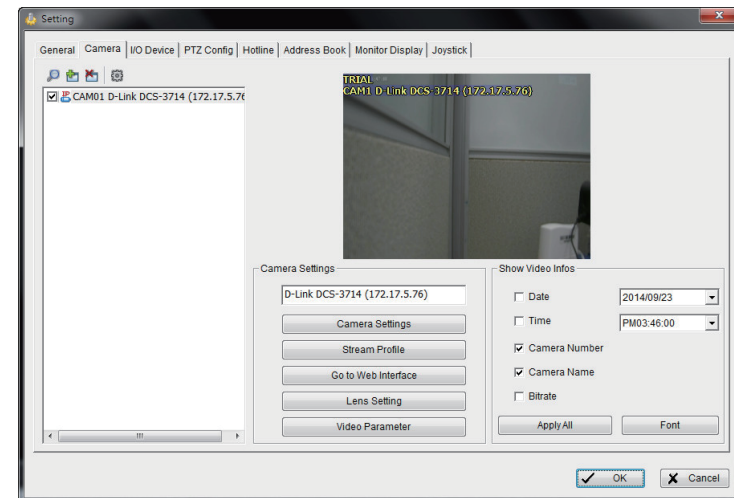 Setting
General Camera I/O Device PTZ Config Hotline Address Book Monitor Display Joystick
CAM01 D-Link DCS-3714 (172.17.5.76
TRIAL
CAM1 D-Link DCS-3714 (172.17.5.76)
Camera Settings
D-Link DCS-3714 (172.17.5.76)
Camera Settings
Stream Profile
Go to Web Interface
Lens Setting
Video Parameter
Show Video Infos
Date 2014/09/23
Time PM03:46:00
Camera Number
Camera Name
Bitrate
Apply All Font
OK Cancel